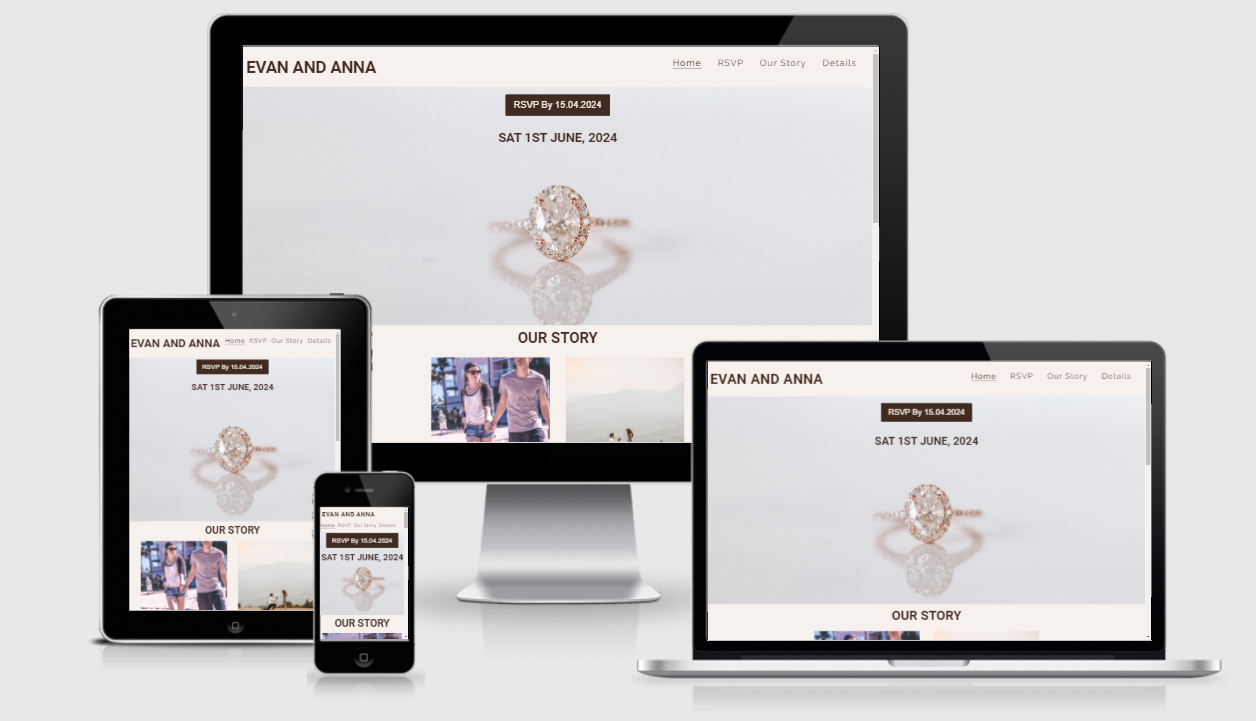 EVAN AND ANNA
Home RSVP Our Story Details
RSVP By 15.04.2024
SAT 1ST JUNE, 2024
OUR STORY
EVAN AND ANNA Home RSVP Our Story Details
RSVP By 15.04.2024
SAT 1ST JUNE, 2024
OUR STORY
EVAN AND ANNA
Home RSVP Our Story Details
RSVP By 15.04.2024
SAT 1ST JUNE, 2024
OUR STORY
EVAN AND ANNA
Home RSVP Our Story Details
RSVP By 15.04.2024
SAT 1ST JUNE, 2024
OUR STORY